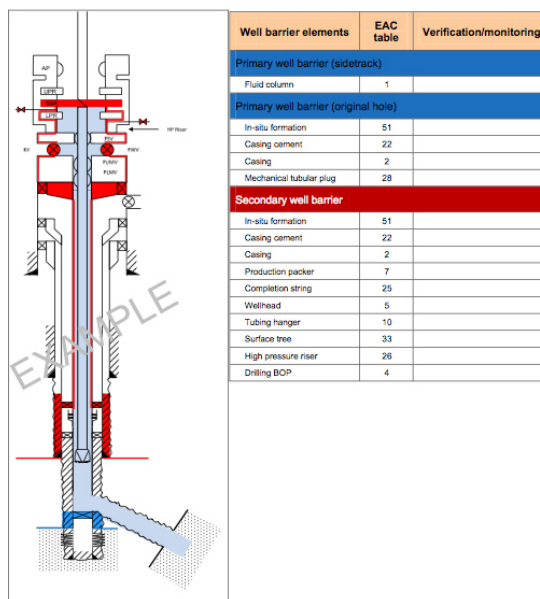 AP
UPR
LPR
HP Riser
KV
PWV
PUMV
PLMV
EXAMPLE
Well barrier elements EAC table Verification/monitoring
Primary well barrier (sidetrack)
Fluid column 1
Primary well barrier (original hole)
In-situ formation 51
Casing cement 22
Casing 2
Mechanical tubular plug 28
Secondary well barrier
In-situ formation 51
Casing cement 22
Casing 2
Production packer 7
Completion string 25
Wellhead 5
Tubing hanger 10
Surface tree 33
High pressure riser 26
Drilling BOP 4